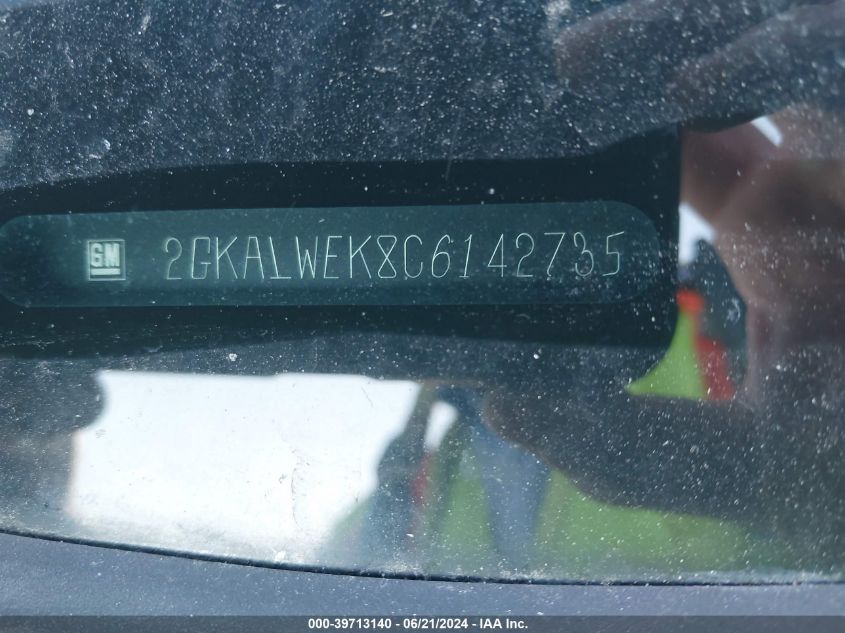 GM 2GKALWEK8C6142735
000-39713140 - 06/21/2024 - IAA Inc.